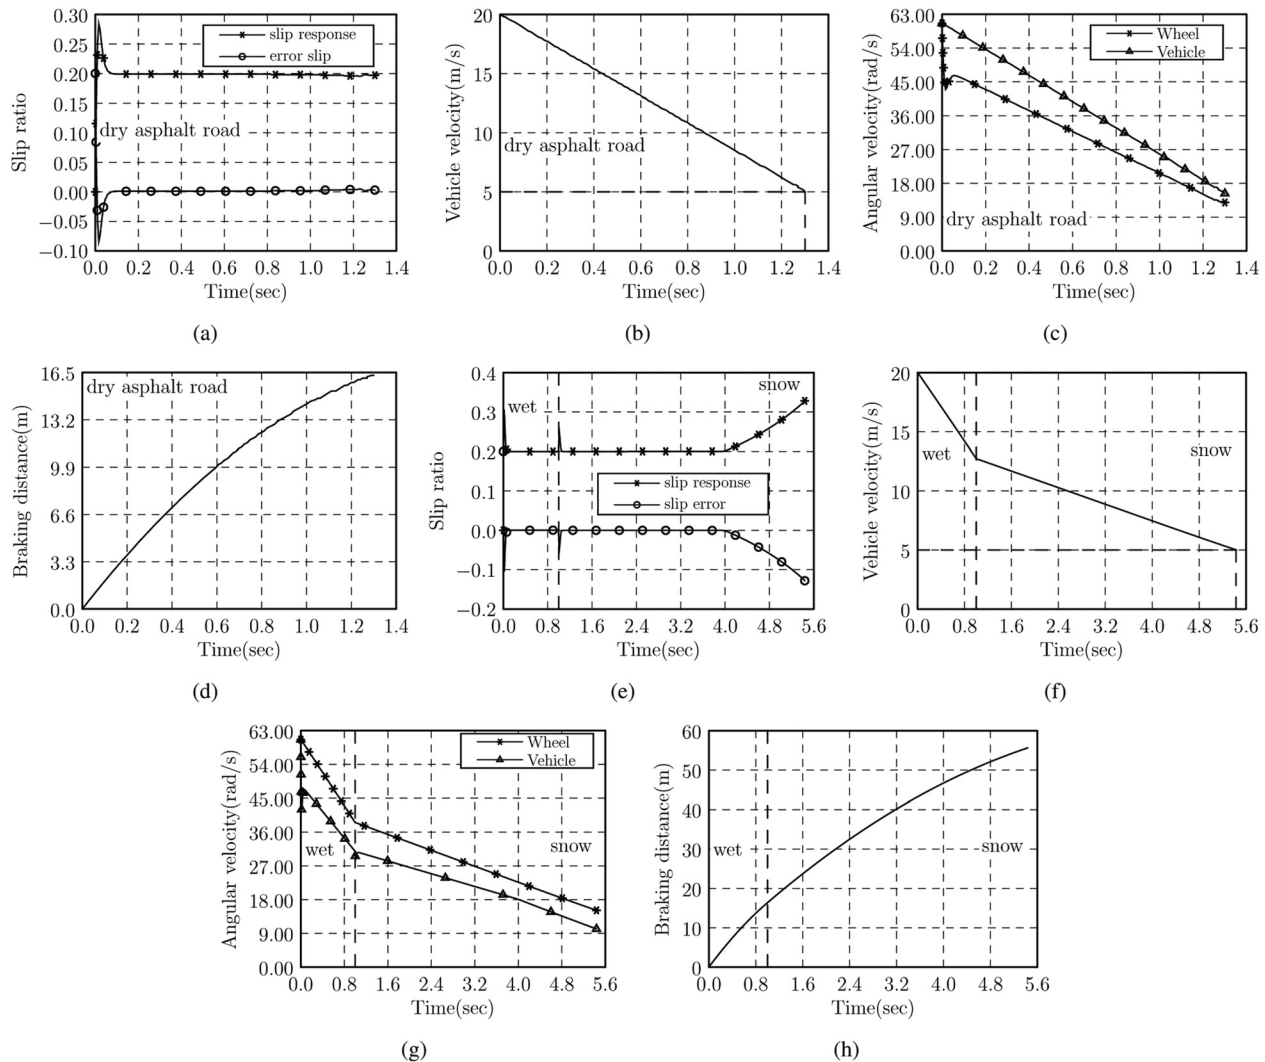 0.30
0.25
0.20
0.15
0.10
0.05
0.00
−0.05
−0.10
Slip ratio
slip response
error slip
dry asphalt road
0.0 0.2 0.4 0.6 0.8 1.0 1.2 1.4
Time(sec)
(a)
20
15
10
5
0
Vehicle velocity(m/s)
dry asphalt road
0.0 0.2 0.4 0.6 0.8 1.0 1.2 1.4
Time(sec)
(b)
63.00
54.00
45.00
36.00
27.00
18.00
9.00
0.00
Angular velocity(rad/s)
Wheel
Vehicle
dry asphalt road
0.0 0.2 0.4 0.6 0.8 1.0 1.2 1.4
Time(sec)
(c)
16.5
13.2
9.9
6.6
3.3
0.0
Braking distance(m)
dry asphalt road
0.0 0.2 0.4 0.6 0.8 1.0 1.2 1.4
Time(sec)
(d)
0.4
0.3
0.2
0.1
0.0
−0.1
−0.2
Slip ratio
wet
snow
slip response
slip error
0.0 0.8 1.6 2.4 3.2 4.0 4.8 5.6
Time(sec)
(e)
20
15
10
5
0
Vehicle velocity(m/s)
wet
snow
0.0 0.8 1.6 2.4 3.2 4.0 4.8 5.6
Time(sec)
(f)
63.00
54.00
45.00
36.00
27.00
18.00
9.00
0.00
Angular velocity(rad/s)
Wheel
Vehicle
wet
snow
0.0 0.8 1.6 2.4 3.2 4.0 4.8 5.6
Time(sec)
(g)
60
50
40
30
20
10
0
Braking distance(m)
wet
snow
0.0 0.8 1.6 2.4 3.2 4.0 4.8 5.6
Time(sec)
(h)